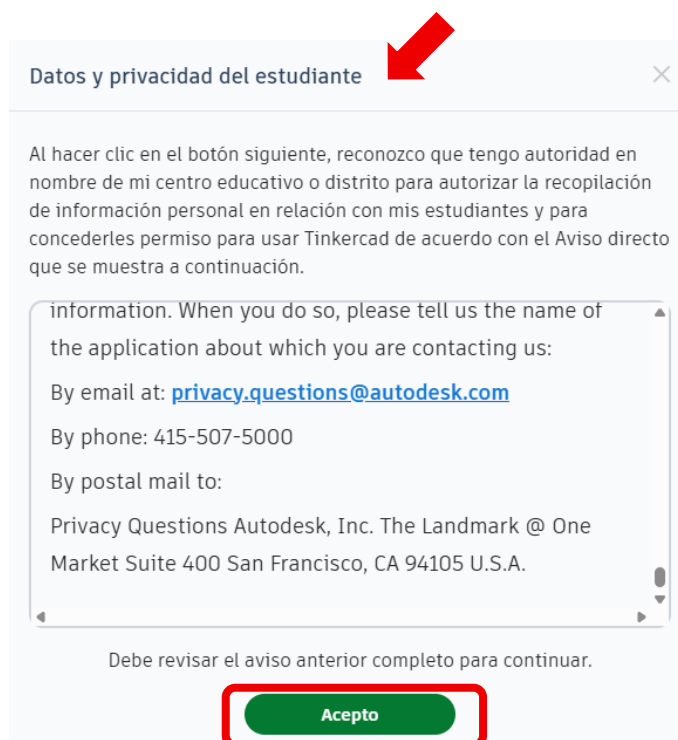 Datos y privacidad del estudiante
Al hacer clic en el botón siguiente, reconozco que tengo autoridad en
nombre de mi centro educativo o distrito para autorizar la recopilación
de información personal en relación con mis estudiantes y para
concederles permiso para usar Tinkercad de acuerdo con el Aviso directo
que se muestra a continuación.
information. When you do so, please tell us the name of
the application about which you are contacting us:
By email at: privacy.questions@autodesk.com
By phone: 415-507-5000
By postal mail to:
Privacy Questions Autodesk, Inc. The Landmark @ One
Market Suite 400 San Francisco, CA 94105 U.S.A.
Debe revisar el aviso anterior completo para continuar.
Acepto